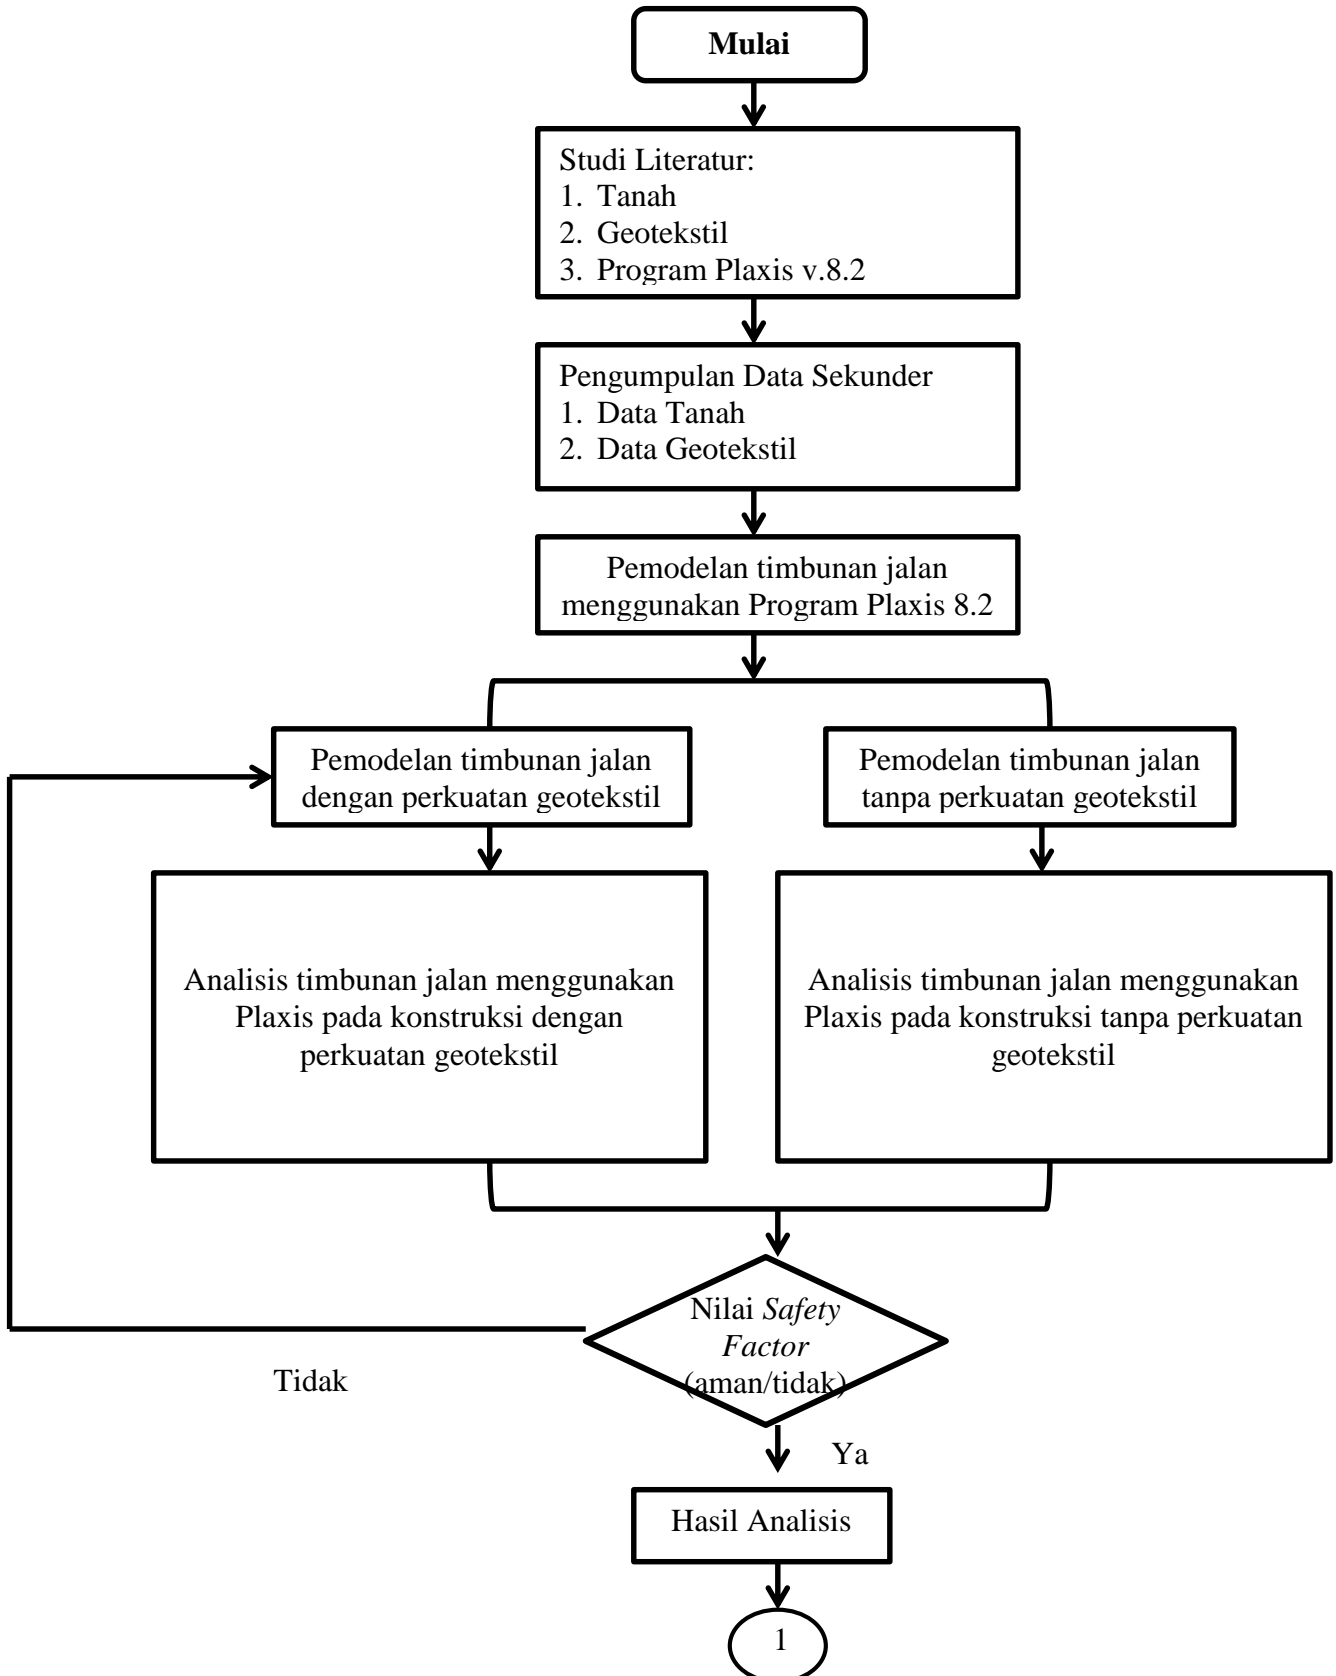 Mulai
Studi Literatur:
1. Tanah
2. Geotekstil
3. Program Plaxis v.8.2
Pengumpulan Data Sekunder
1. Data Tanah
2. Data Geotekstil
Pemodelan timbunan jalan
menggunakan Program Plaxis 8.2
Pemodelan timbunan jalan
dengan perkuatan geotekstil
Pemodelan timbunan jalan
tanpa perkuatan geotekstil
Analisis timbunan jalan menggunakan
Plaxis pada konstruksi dengan
perkuatan geotekstil
Analisis timbunan jalan menggunakan
Plaxis pada konstruksi tanpa perkuatan
geotekstil
Nilai Safety
Factor
(aman/tidak)
Tidak
Ya
Hasil Analisis
1